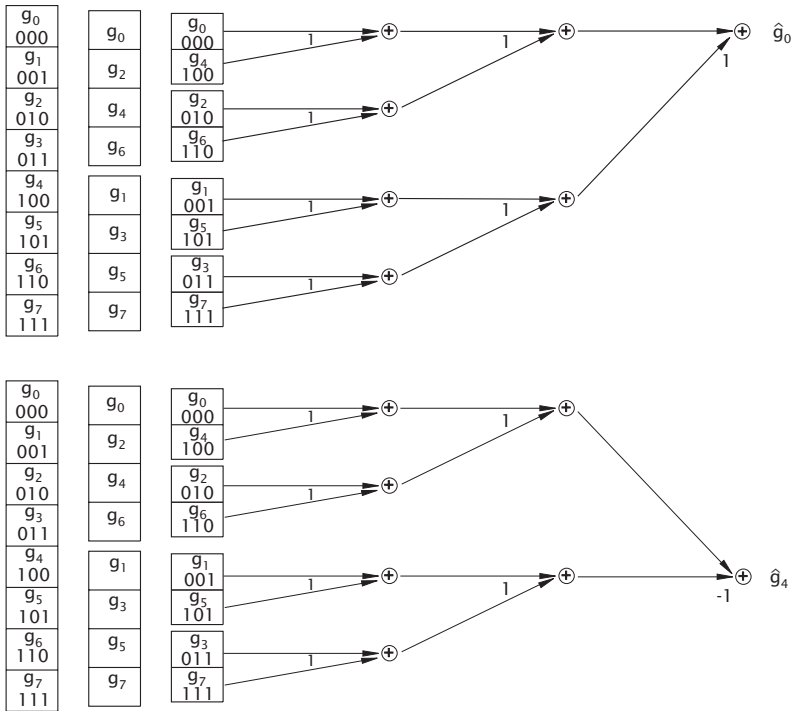 g0 g0 g0
000 000
1 1 ĝ0
g1 g2 g4 1
001 100
g2 g4 g2
010 010
1
g3 g6 g6
011 110
g4 g1 g1
100 001
1 1
g5 g3 g5
101 101
g6 g5 g3
110 011
1
g7 g7 g7
111 111
g0 g0 g0
000 000
1 1
g1 g2 g4
001 100
g2 g4 g2
010 010
1
g3 g6 g6
011 110
g4 g1 g1
100 001
1 1 -1 ĝ4
g5 g3 g5
101 101
g6 g5 g3
110 011
1
g7 g7 g7
111 111